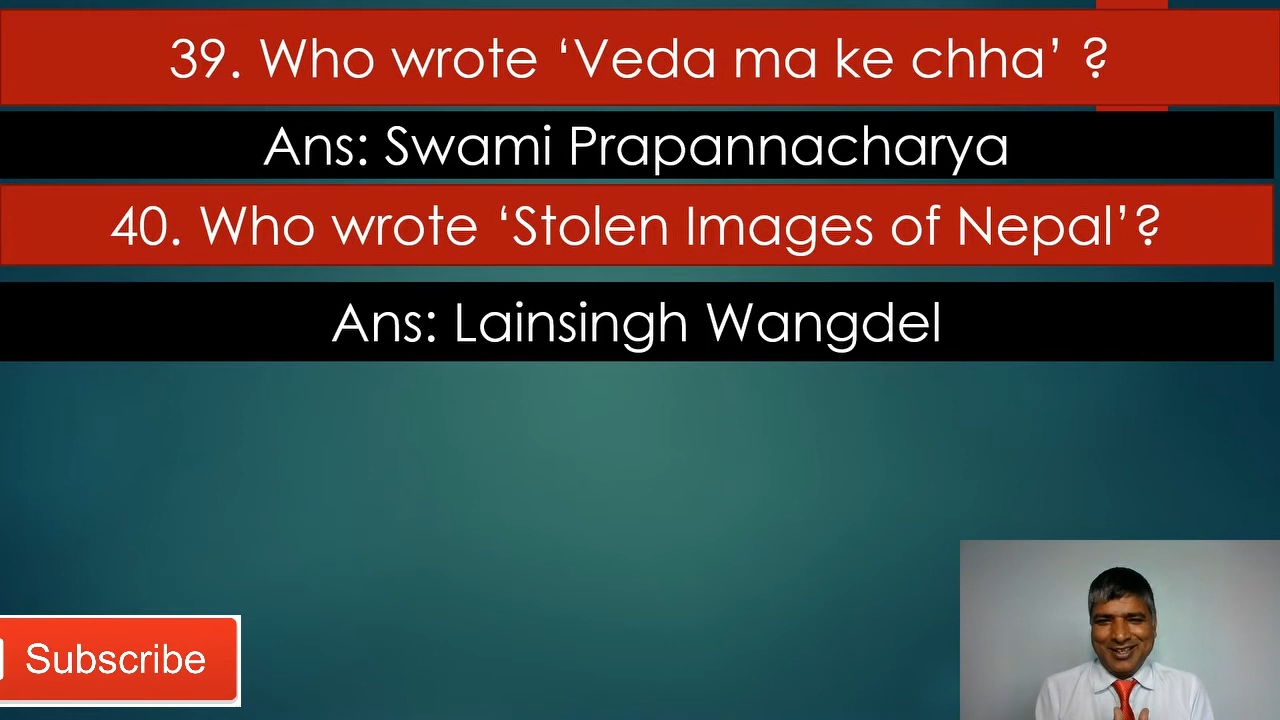 39. Who wrote ‘Veda ma ke chha’ ?
Ans: Swami Prapannacharya
40. Who wrote ‘Stolen Images of Nepal’?
Ans: Lainsingh Wangdel
Subscribe